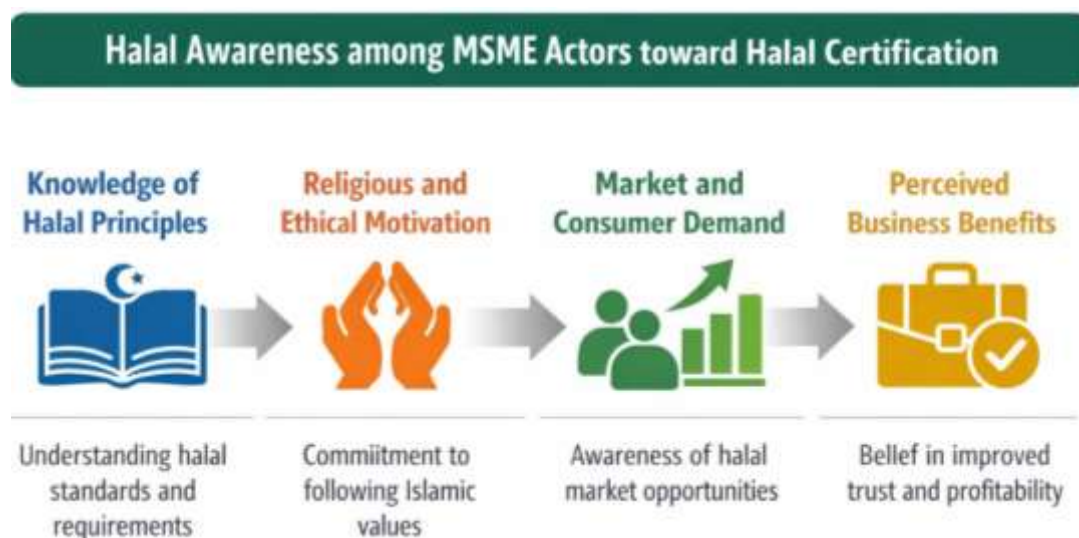 Halal Awareness among MSME Actors toward Halal Certification
Knowledge of
Halal Principles
Religious and
Ethical Motivation
Market and
Consumer Demand
Perceived
Business Benefits
Understanding halal
standards and
requirements
Commiitment to
following Islamic
values
Awareness of halal
market opportunities
Bellef in improved
trust and profitability